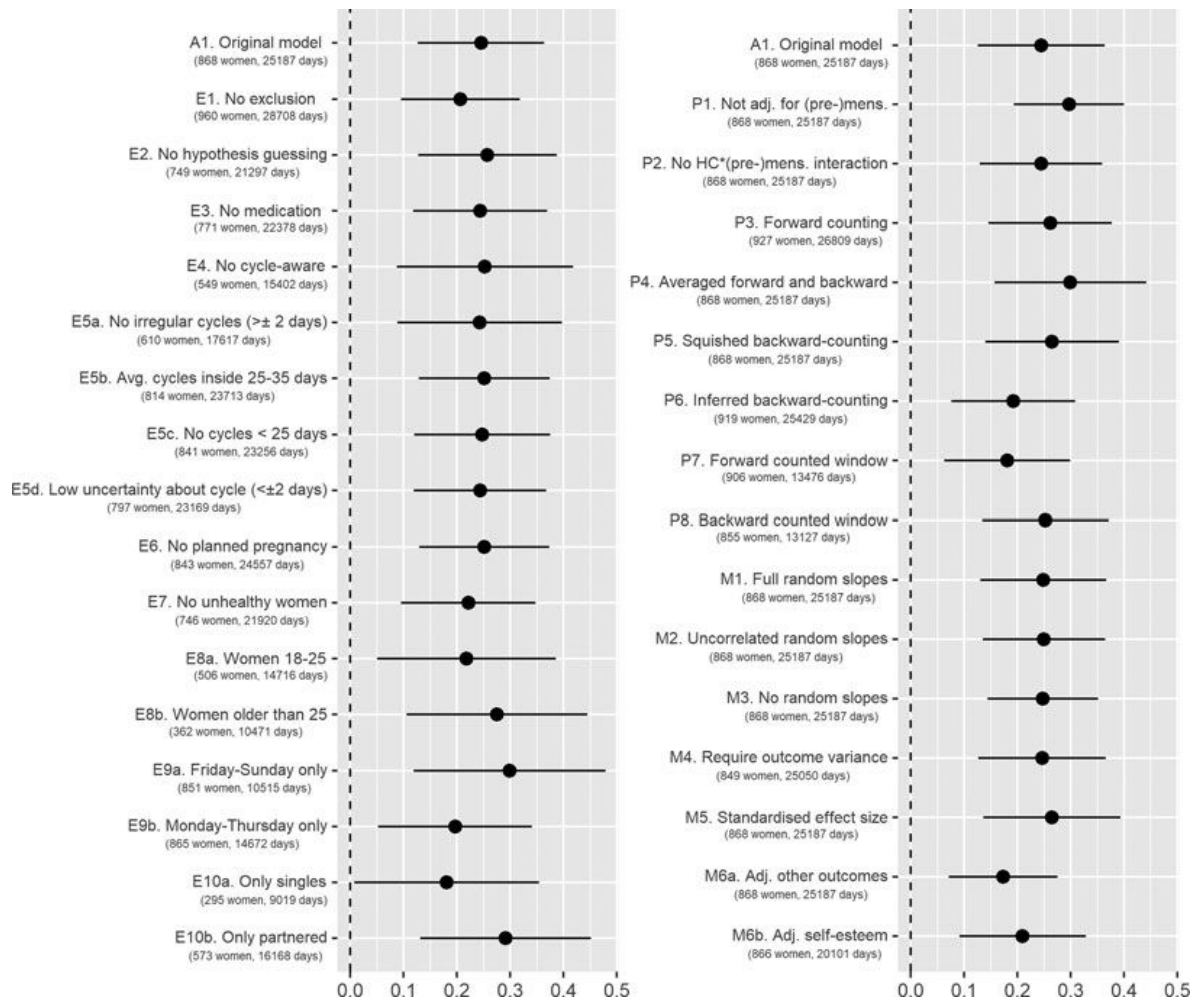 A1. Original model
(868 women, 25187 days)
E1. No exclusion
(960 women, 28708 days)
E2. No hypothesis guessing
(749 women, 21297 days)
E3. No medication
(771 women, 22378 days)
E4. No cycle-aware
(549 women, 15402 days)
E5a. No irregular cycles (>± 2 days)
(610 women, 17617 days)
E5b. Avg. cycles inside 25-35 days
(814 women, 23713 days)
E5c. No cycles < 25 days
(841 women, 23256 days)
E5d. Low uncertainty about cycle (<±2 days)
(797 women, 23169 days)
E6. No planned pregnancy
(843 women, 24557 days)
E7. No unhealthy women
(746 women, 21920 days)
E8a. Women 18-25
(506 women, 14716 days)
E8b. Women older than 25
(362 women, 10471 days)
E9a. Friday-Sunday only
(851 women, 10515 days)
E9b. Monday-Thursday only
(865 women, 14672 days)
E10a. Only singles
(295 women, 9019 days)
E10b. Only partnered
(573 women, 16168 days)
0.0 0.1 0.2 0.3 0.4 0.5
A1. Original model
(868 women, 25187 days)
P1. Not adj. for (pre-)mens.
(868 women, 25187 days)
P2. No HC*(pre-)mens. interaction
(868 women, 25187 days)
P3. Forward counting
(927 women, 26809 days)
P4. Averaged forward and backward
(868 women, 25187 days)
P5. Squished backward-counting
(868 women, 25187 days)
P6. Inferred backward-counting
(919 women, 25429 days)
P7. Forward counted window
(906 women, 13476 days)
P8. Backward counted window
(855 women, 13127 days)
M1. Full random slopes
(868 women, 25187 days)
M2. Uncorrelated random slopes
(868 women, 25187 days)
M3. No random slopes
(868 women, 25187 days)
M4. Require outcome variance
(849 women, 25050 days)
M5. Standardised effect size
(868 women, 25187 days)
M6a. Adj. other outcomes
(868 women, 25187 days)
M6b. Adj. self-esteem
(866 women, 20101 days)
0.0 0.1 0.2 0.3 0.4 0.5